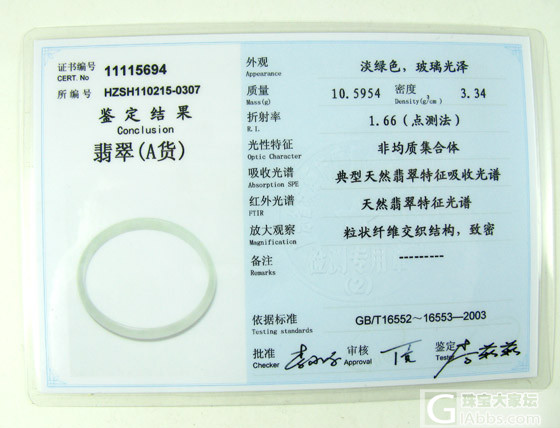 证书编号
CERT. No
11115694
所 编 号 HZSH110215-0307
鉴 定 结 果
Conclusion
翡翠(A货)
外观 淡绿色，玻璃光泽
Appearance
质量 10.5954 密度 3.34
Mass(g) Density(g/cm³)
折射率 1.66 (点测法)
R.I.
光性特征 非均质集合体
Optic Character
吸收光谱 典型天然翡翠特征吸收光谱
Absorption SPE
红外光谱 天然翡翠特征光谱
FTIR
放大观察 粒状纤维交织结构，致密
Magnification
备注 ---------
Remarks
依据标准 GB/T16552～16553—2003
Testing standards
批准 审核 鉴定
Checker Approval Tester
珠宝大家坛
iAbbs.com